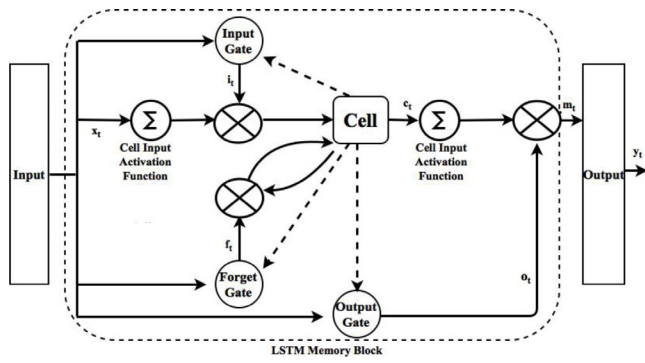 Input
Gate
i_t
x_t
Σ
Cell Input
Activation
Function
Cell
c_t
Σ
Cell Input
Activation
Function
m_t
Input
Output
y_t
f_t
Forget
Gate
Output
Gate
o_t
LSTM Memory Block